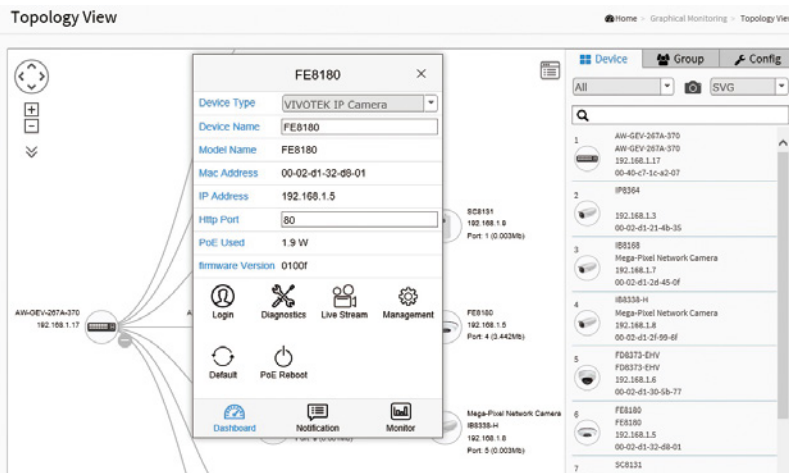 Topology View
Home > Graphical Monitoring > Topology View
FE8180
Device Type VIVOTEK IP Camera
Device Name FE8180
Model Name FE8180
Mac Address 00-02-d1-32-d8-01
IP Address 192.168.1.5
Http Port 80
PoE Used 1.9 W
firmware Version 0100f
Login Diagnostics Live Stream Management
Default PoE Reboot
Dashboard Notification Monitor
AW-GEV-267A-370
192.168.1.17
SC8131
192.168.1.9
Port: 1 (0.003Mb)
FE8180
192.168.1.5
Port: 4 (3.442Mb)
Mega-Pixel Network Camera
IB8338-H
192.168.1.8
Port: 5 (0.003Mb)
Device Group Config
All SVG
1 AW-GEV-267A-370
AW-GEV-267A-370
192.168.1.17
00-40-c7-1c-a2-07
2 IP8364
192.168.1.3
00-02-d1-21-4b-35
3 IB8168
Mega-Pixel Network Camera
192.168.1.7
00-02-d1-2d-45-0f
4 IB8338-H
Mega-Pixel Network Camera
192.168.1.8
00-02-d1-2f-99-6f
5 FD8373-EHV
FD8373-EHV
192.168.1.6
00-02-d1-30-5b-77
6 FE8180
FE8180
192.168.1.5
00-02-d1-32-d8-01
7 SC8131